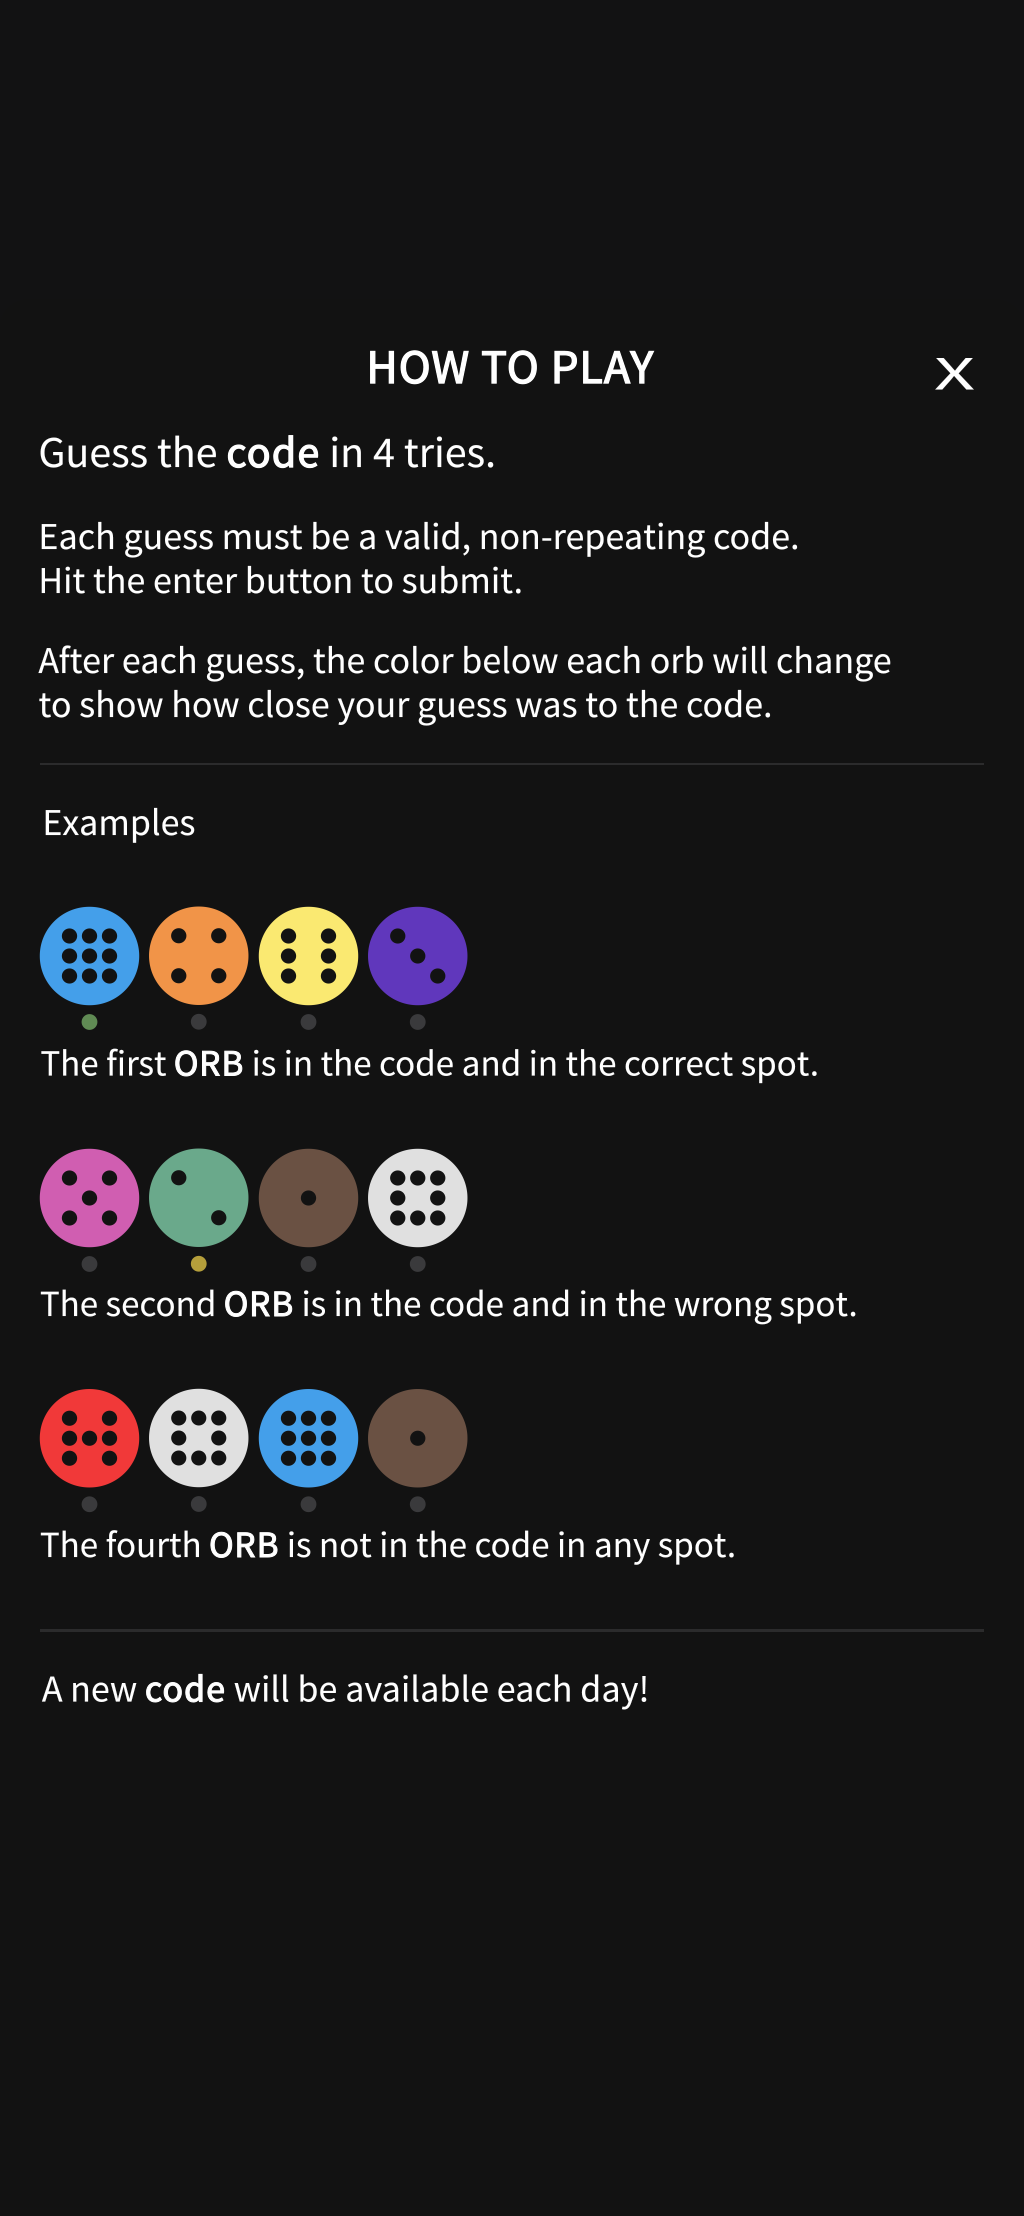 HOW TO PLAY
X
Guess the code in 4 tries.
Each guess must be a valid, non-repeating code.
Hit the enter button to submit.
After each guess, the color below each orb will change
to show how close your guess was to the code.
Examples
The first ORB is in the code and in the correct spot.
The second ORB is in the code and in the wrong spot.
The fourth ORB is not in the code in any spot.
A new code will be available each day!